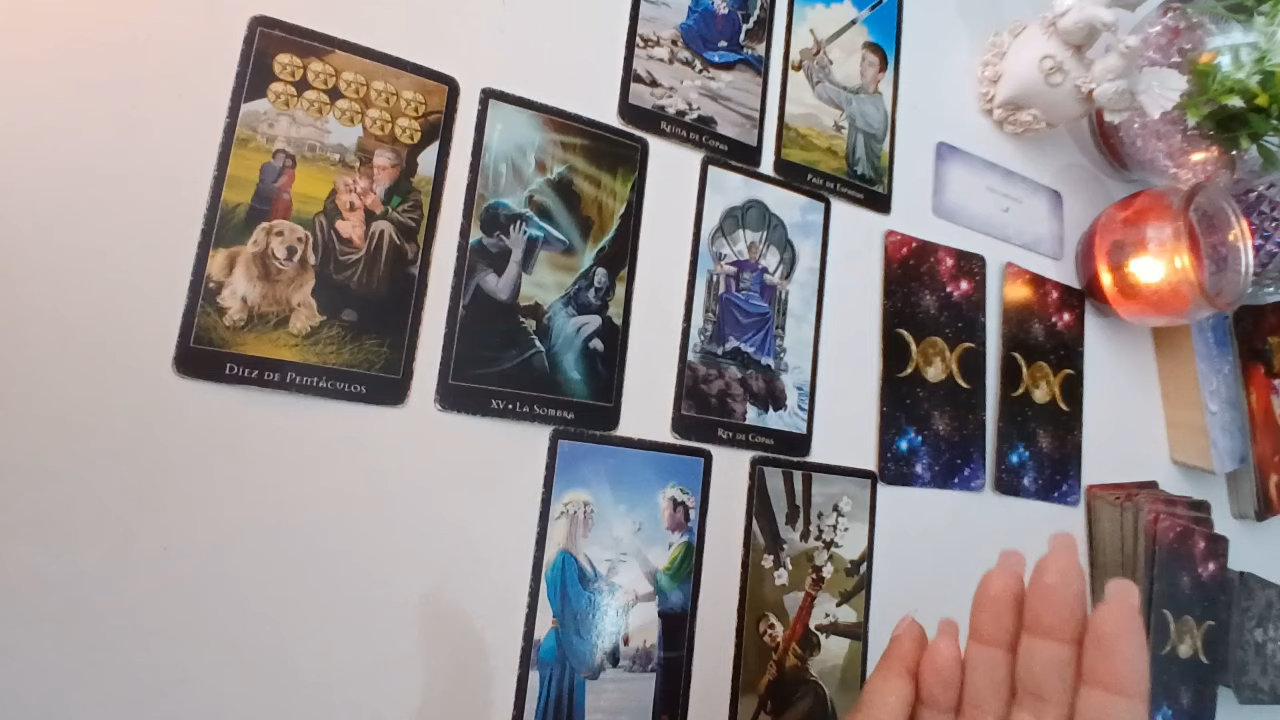 Reina de Copas
Paje de Espadas
Diez de Pentáculos
XV • La Sombra
Rey de Copas